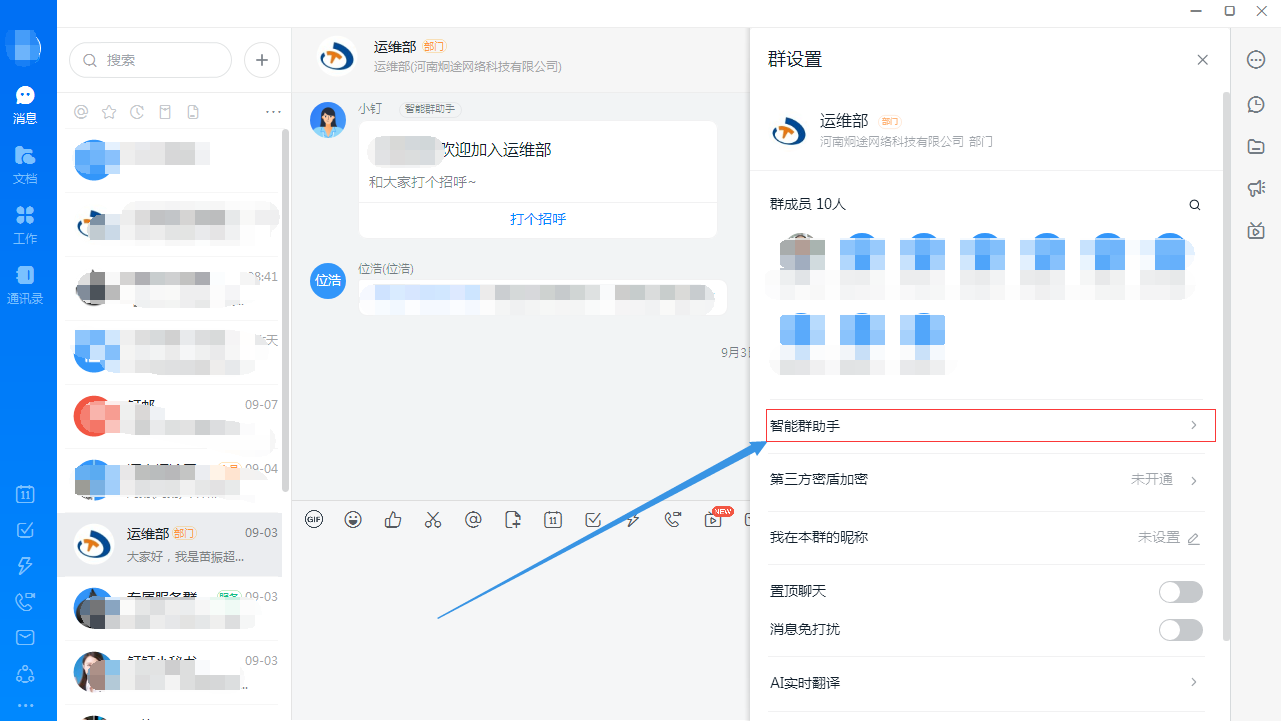 消息
文档
工作
通讯录
11
搜索
09-07
09-04
运维部 部门 09-03
大家好，我是苗振超...
09-03
09-03
运维部 部门
运维部(河南炯途网络科技有限公司)
小钉 智能群助手
欢迎加入运维部
和大家打个招呼~
打个招呼
位浩
位浩(位浩)
9月3
GIF
11
NEW
群设置
运维部 部门
河南炯途网络科技有限公司 部门
群成员 10人
智能群助手
第三方密盾加密 未开通
我在本群的昵称 未设置
置顶聊天
消息免打扰
AI实时翻译